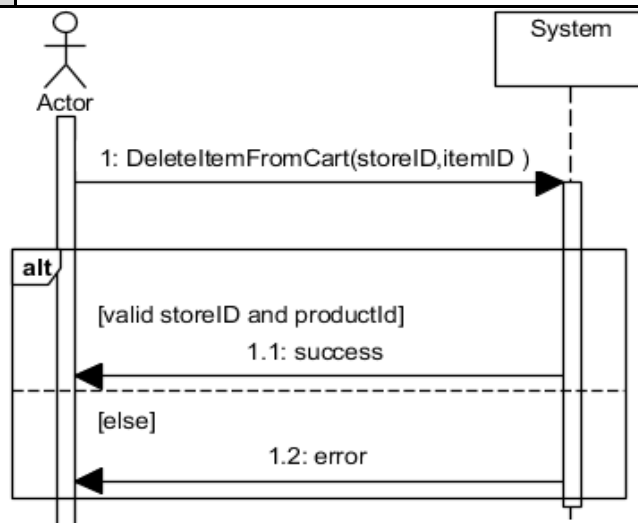 System
Actor
1: DeleteItemFromCart(storeID,itemID )
alt
[valid storeID and productId]
1.1: success
[else]
1.2: error